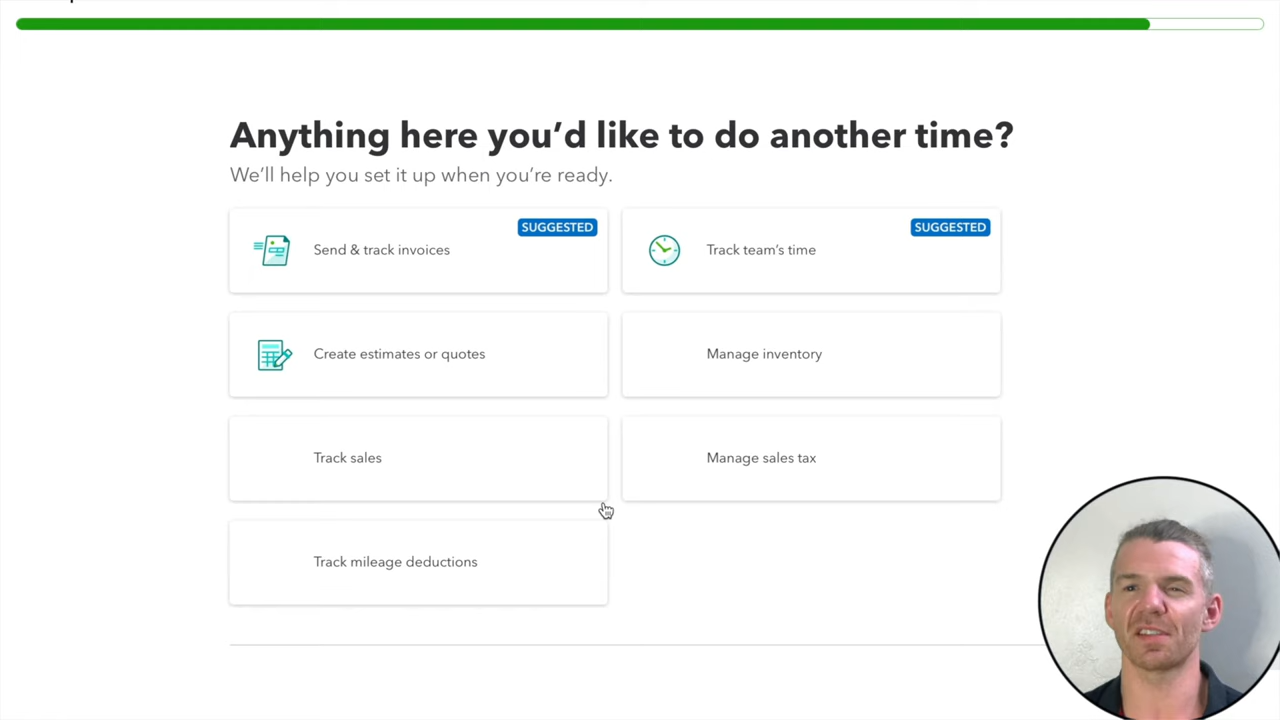 Anything here you’d like to do another time?
We’ll help you set it up when you’re ready.
SUGGESTED
Send & track invoices
SUGGESTED
Track team’s time
Create estimates or quotes
Manage inventory
Track sales
Manage sales tax
Track mileage deductions